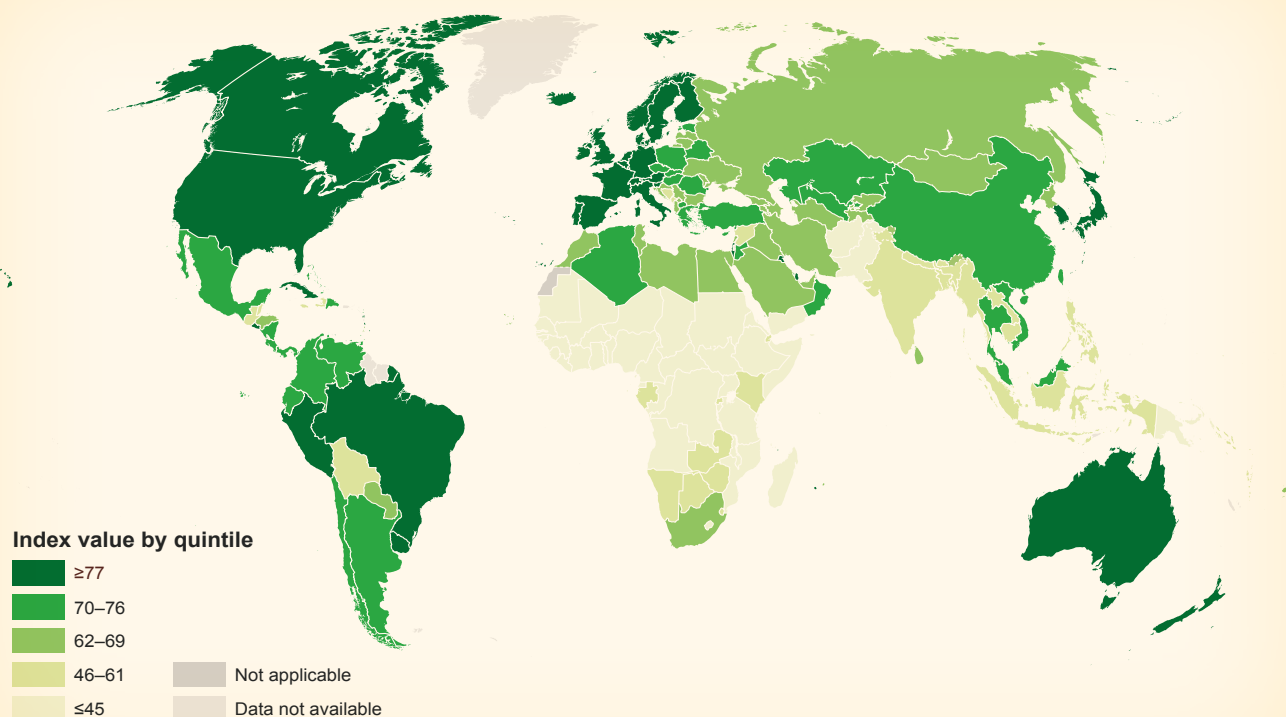 Index value by quintile
≥77
70–76
62–69
46–61
Not applicable
≤45
Data not available